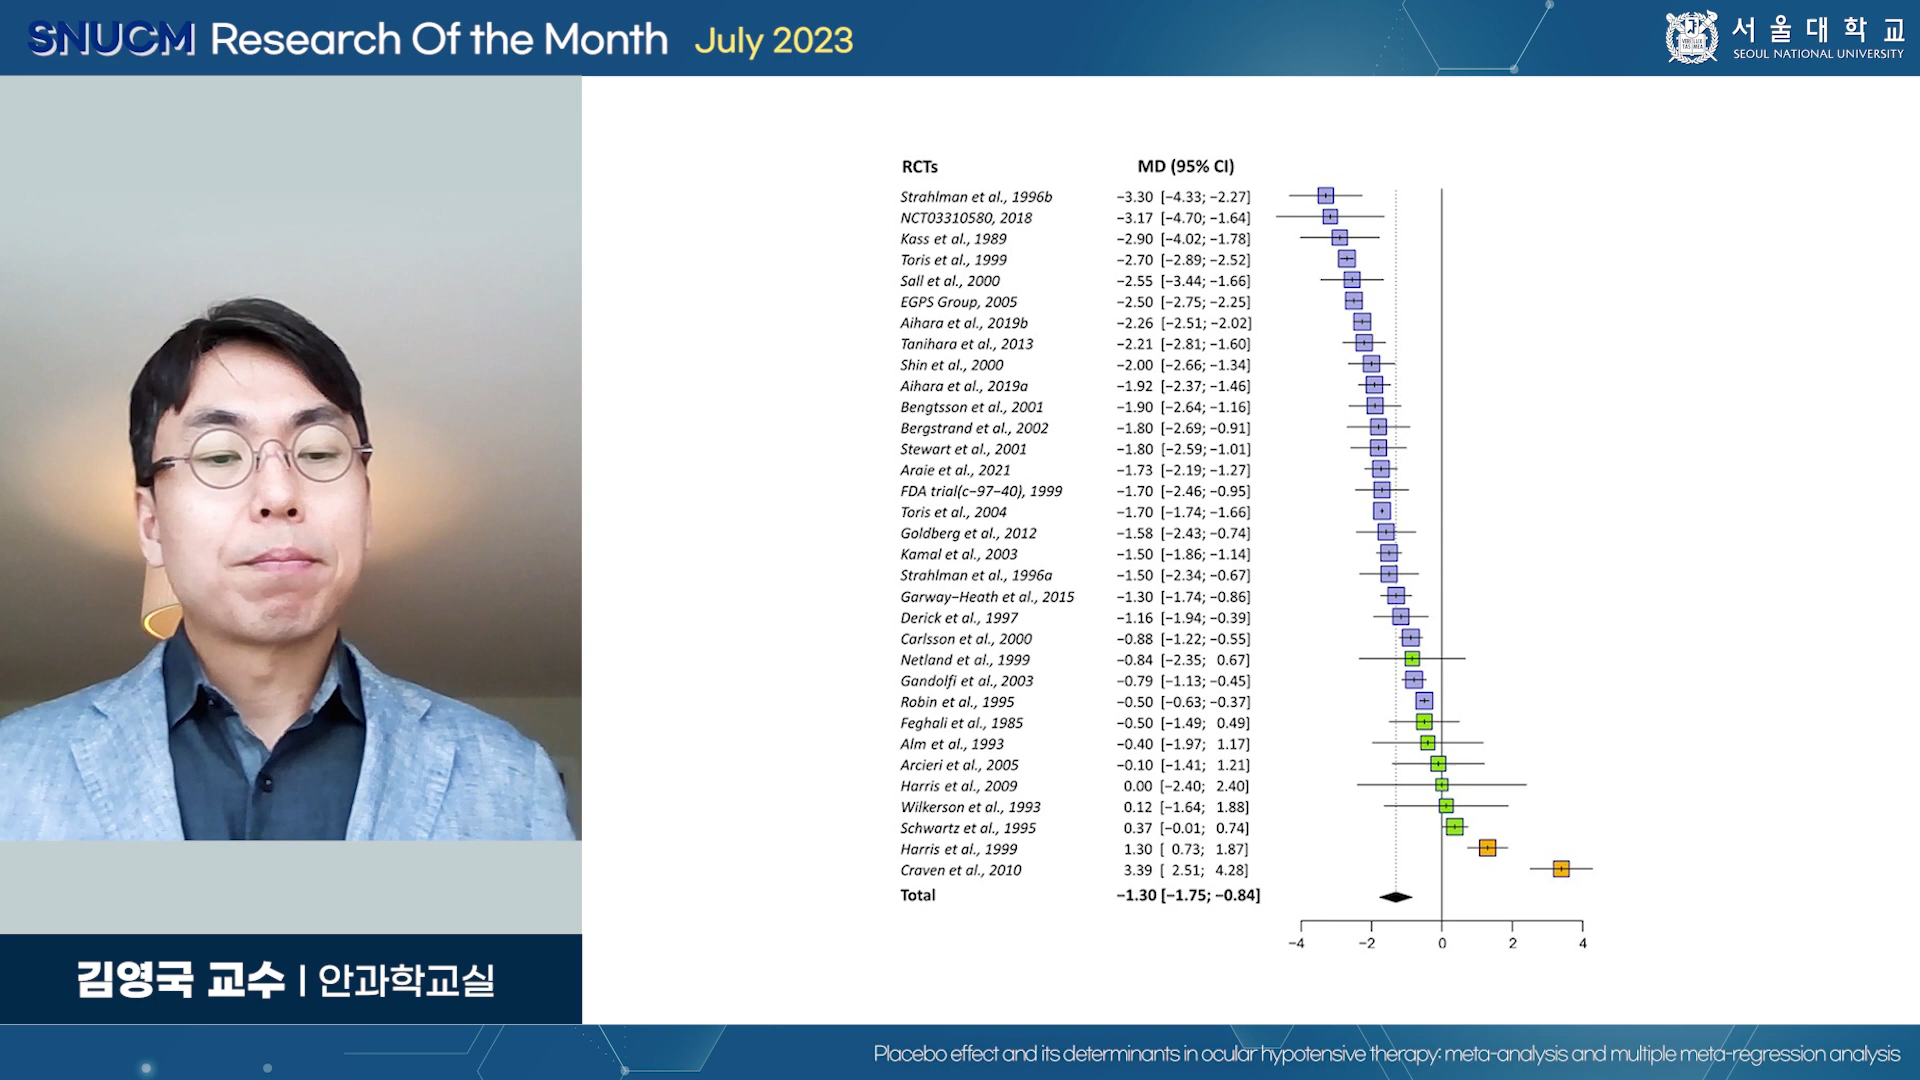 SNUCM Research Of the Month July 2023
서울대학교
SEOUL NATIONAL UNIVERSITY
RCTs MD (95% CI)
Strahlman et al., 1996b −3.30 [−4.33; −2.27]
NCT03310580, 2018 −3.17 [−4.70; −1.64]
Kass et al., 1989 −2.90 [−4.02; −1.78]
Toris et al., 1999 −2.70 [−2.89; −2.52]
Sall et al., 2000 −2.55 [−3.44; −1.66]
EGPS Group, 2005 −2.50 [−2.75; −2.25]
Aihara et al., 2019b −2.26 [−2.51; −2.02]
Tanihara et al., 2013 −2.21 [−2.81; −1.60]
Shin et al., 2000 −2.00 [−2.66; −1.34]
Aihara et al., 2019a −1.92 [−2.37; −1.46]
Bengtsson et al., 2001 −1.90 [−2.64; −1.16]
Bergstrand et al., 2002 −1.80 [−2.69; −0.91]
Stewart et al., 2001 −1.80 [−2.59; −1.01]
Araie et al., 2021 −1.73 [−2.19; −1.27]
FDA trial(c−97−40), 1999 −1.70 [−2.46; −0.95]
Toris et al., 2004 −1.70 [−1.74; −1.66]
Goldberg et al., 2012 −1.58 [−2.43; −0.74]
Kamal et al., 2003 −1.50 [−1.86; −1.14]
Strahlman et al., 1996a −1.50 [−2.34; −0.67]
Garway−Heath et al., 2015 −1.30 [−1.74; −0.86]
Derick et al., 1997 −1.16 [−1.94; −0.39]
Carlsson et al., 2000 −0.88 [−1.22; −0.55]
Netland et al., 1999 −0.84 [−2.35; 0.67]
Gandolfi et al., 2003 −0.79 [−1.13; −0.45]
Robin et al., 1995 −0.50 [−0.63; −0.37]
Feghali et al., 1985 −0.50 [−1.49; 0.49]
Alm et al., 1993 −0.40 [−1.97; 1.17]
Arcieri et al., 2005 −0.10 [−1.41; 1.21]
Harris et al., 2009 0.00 [−2.40; 2.40]
Wilkerson et al., 1993 0.12 [−1.64; 1.88]
Schwartz et al., 1995 0.37 [−0.01; 0.74]
Harris et al., 1999 1.30 [ 0.73; 1.87]
Craven et al., 2010 3.39 [ 2.51; 4.28]
Total −1.30 [−1.75; −0.84]
−4 −2 0 2 4
김영국 교수 | 안과학교실
Placebo effect and its determinants in ocular hypotensive therapy: meta-analysis and multiple meta-regression analysis